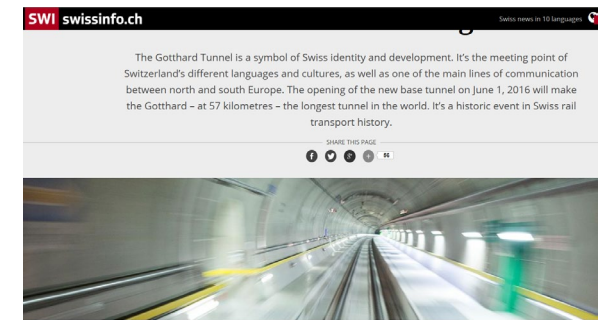 SWI swissinfo.ch
Swiss news in 10 languages
The Gotthard Tunnel is a symbol of Swiss identity and development. It's the meeting point of
Switzerland's different languages and cultures, as well as one of the main lines of communication
between north and south Europe. The opening of the new base tunnel on June 1, 2016 will make
the Gotthard – at 57 kilometres – the longest tunnel in the world. It's a historic event in Swiss rail
transport history.
SHARE THIS PAGE